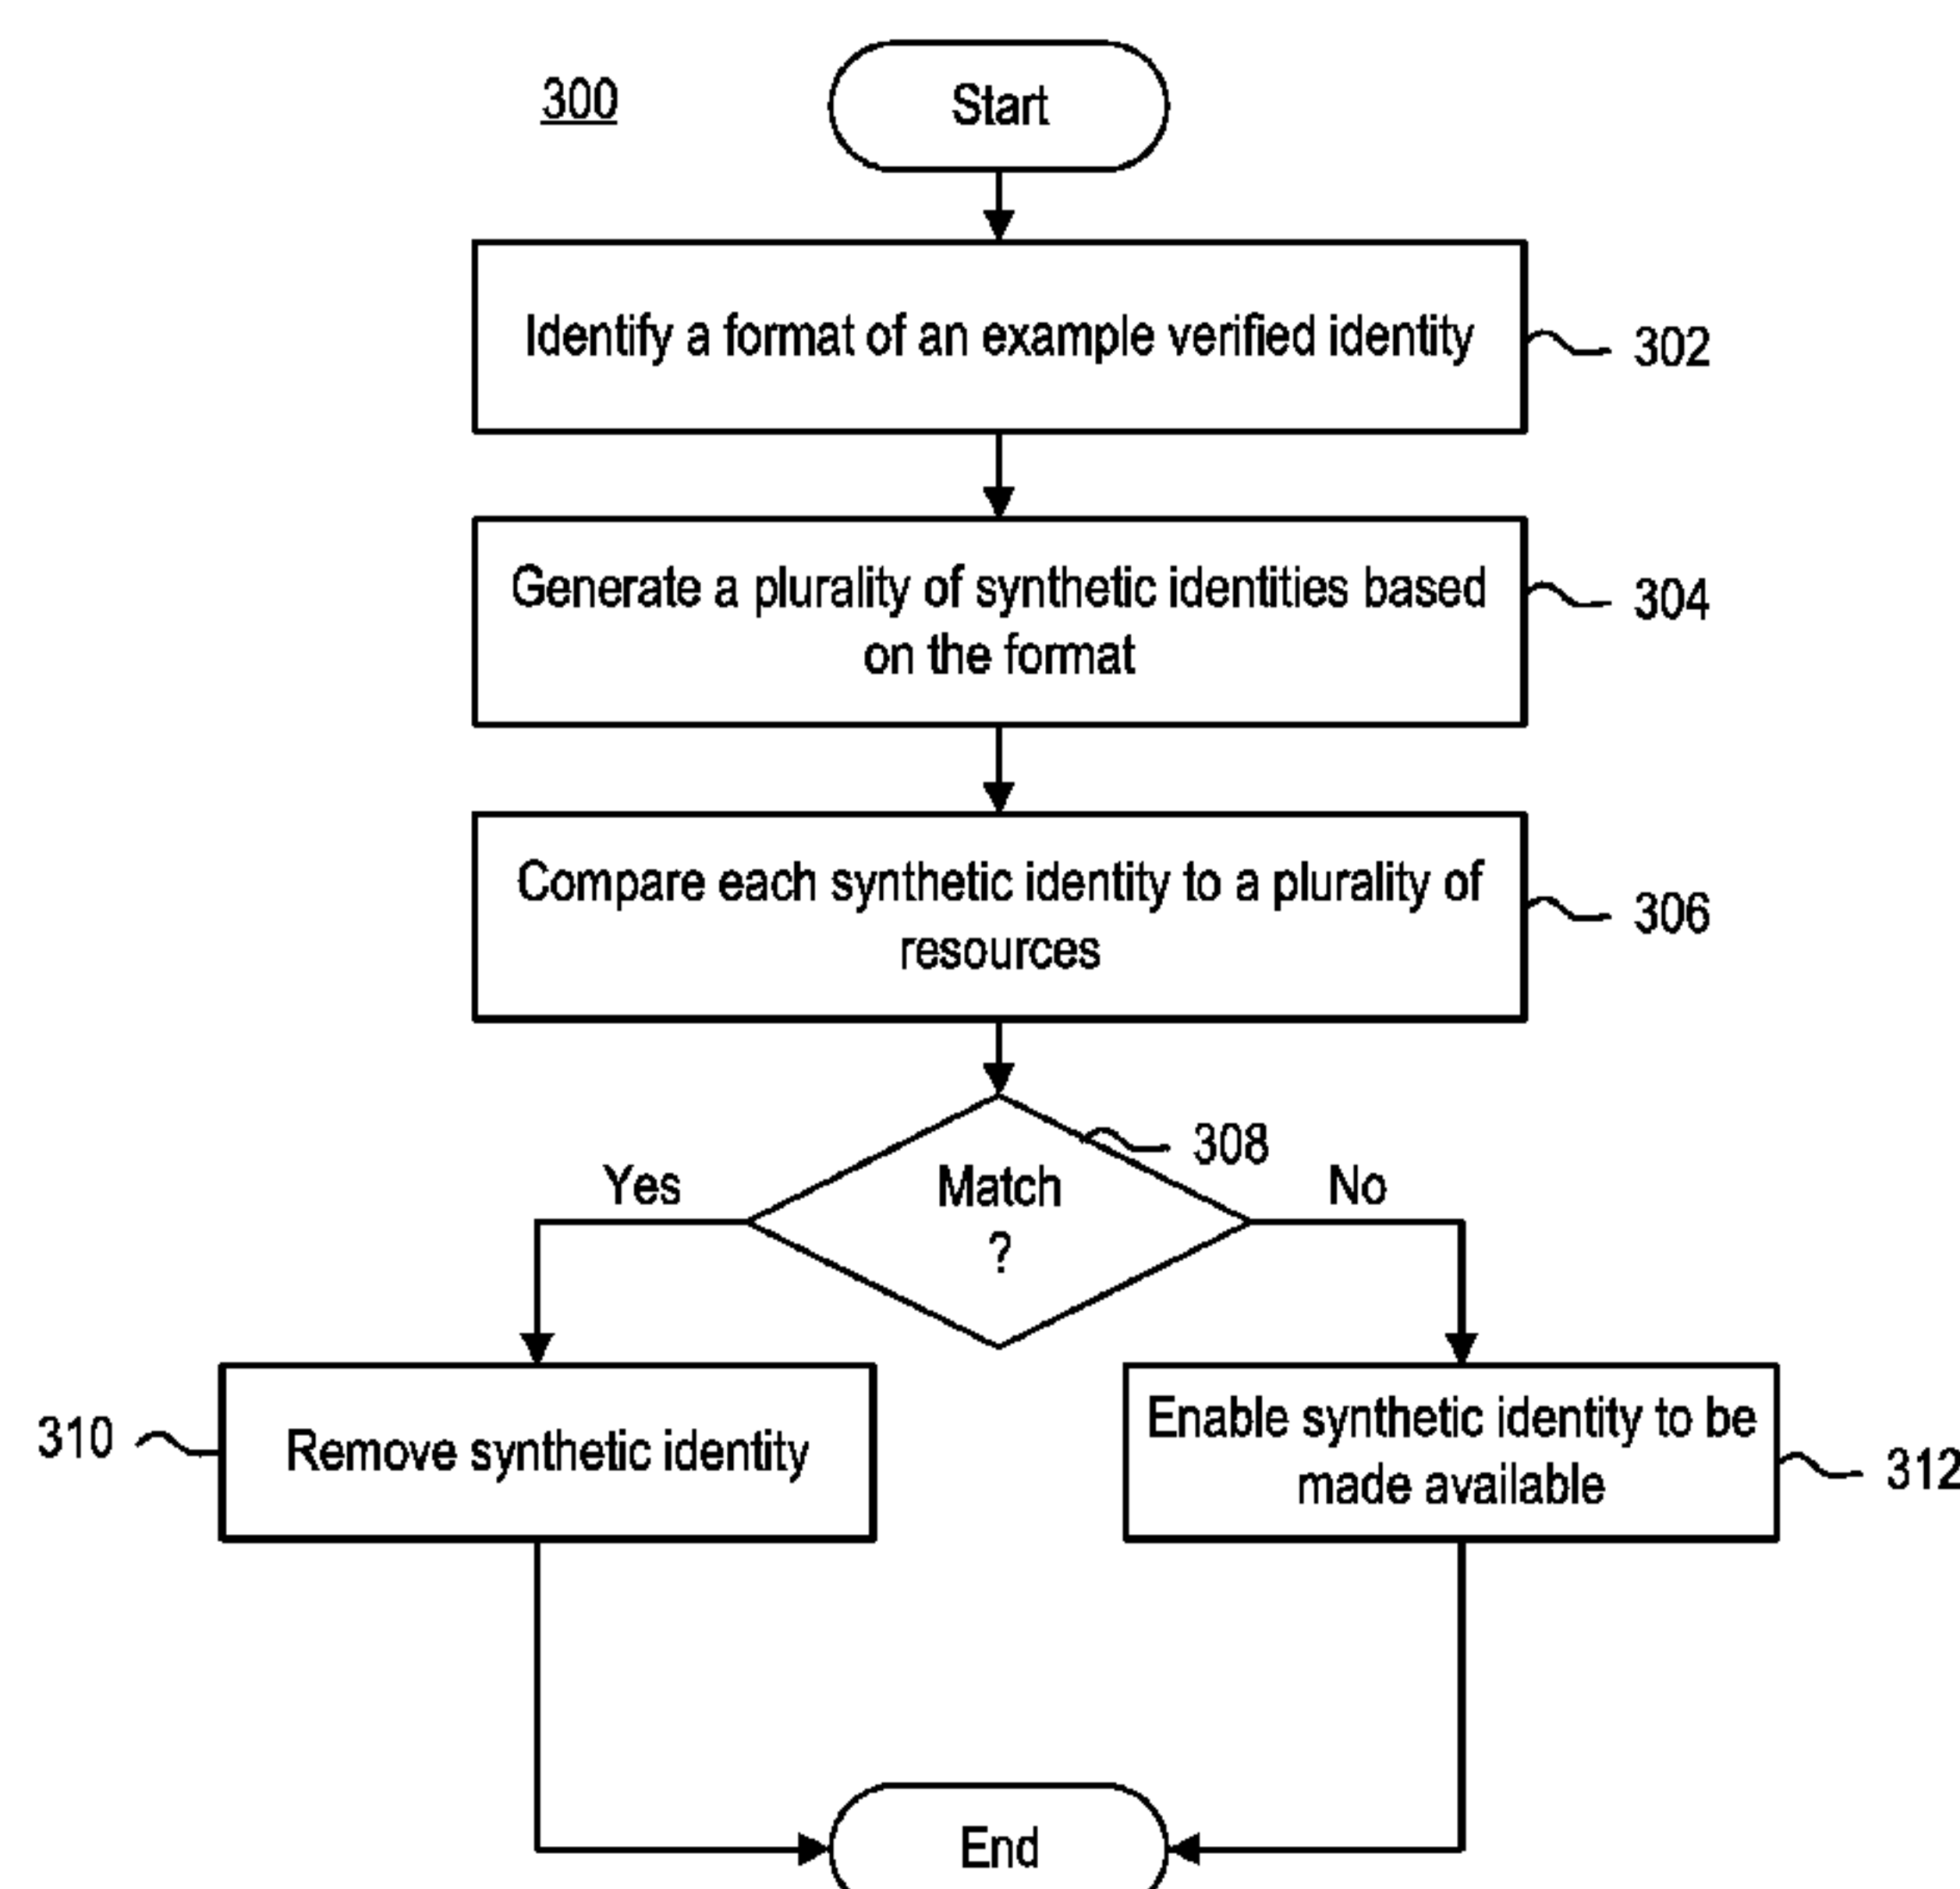 300
Start
Identify a format of an example verified identity
302
Generate a plurality of synthetic identities based
on the format
304
Compare each synthetic identity to a plurality of
resources
306
308
Yes
Match
?
No
310
Remove synthetic identity
Enable synthetic identity to be
made available
312
End